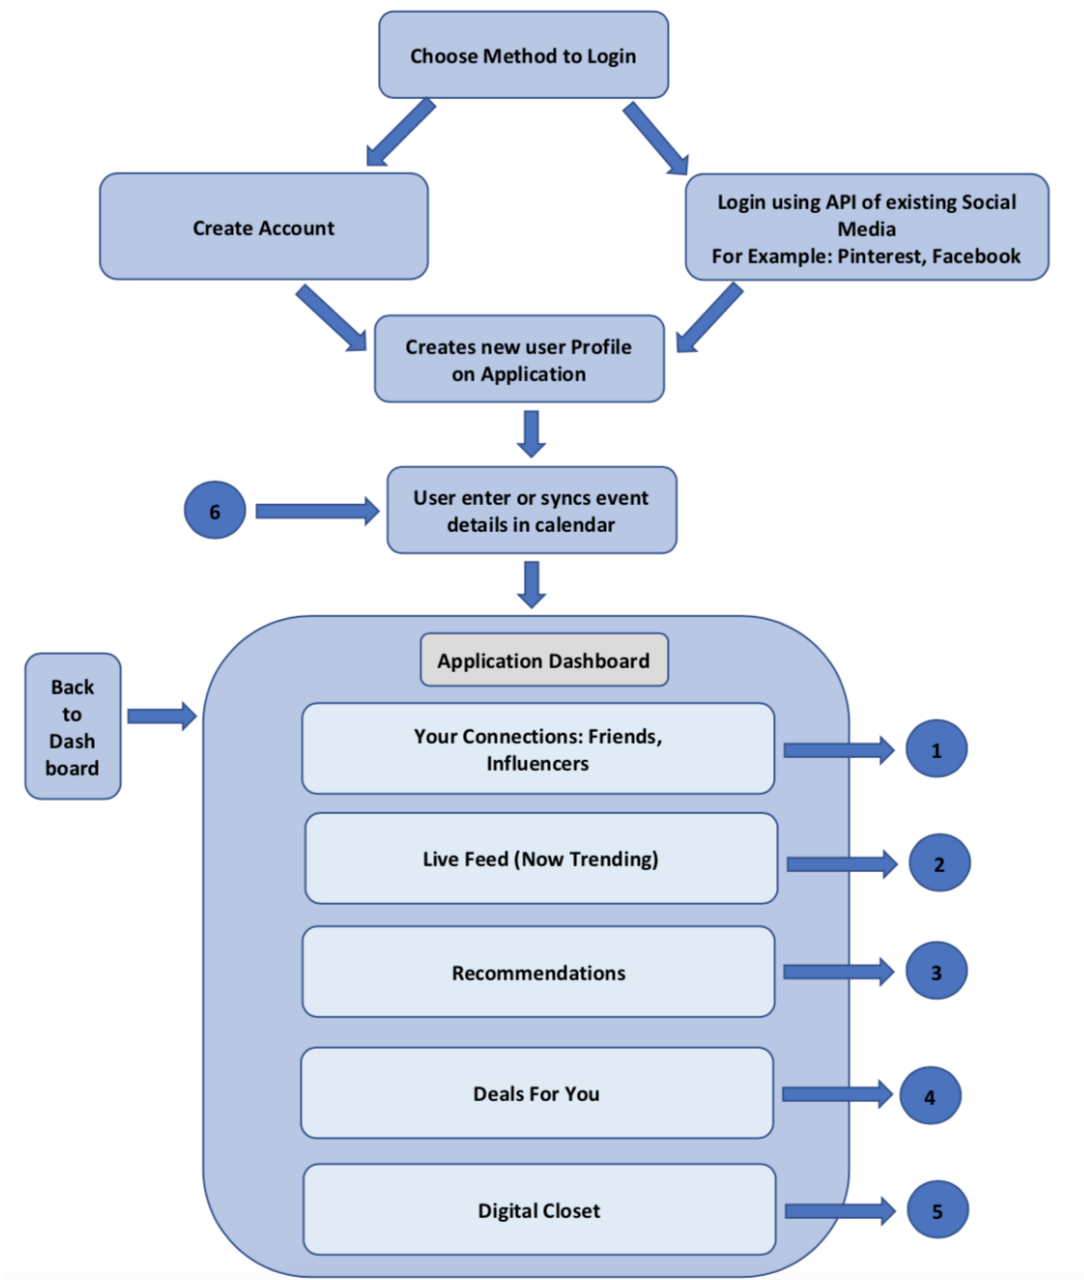 Choose Method to Login
Create Account
Login using API of existing Social
Media
For Example: Pinterest, Facebook
Creates new user Profile
on Application
6
User enter or syncs event
details in calendar
Back
to
Dash
board
Application Dashboard
Your Connections: Friends,
Influencers
1
Live Feed (Now Trending)
2
Recommendations
3
Deals For You
4
Digital Closet
5